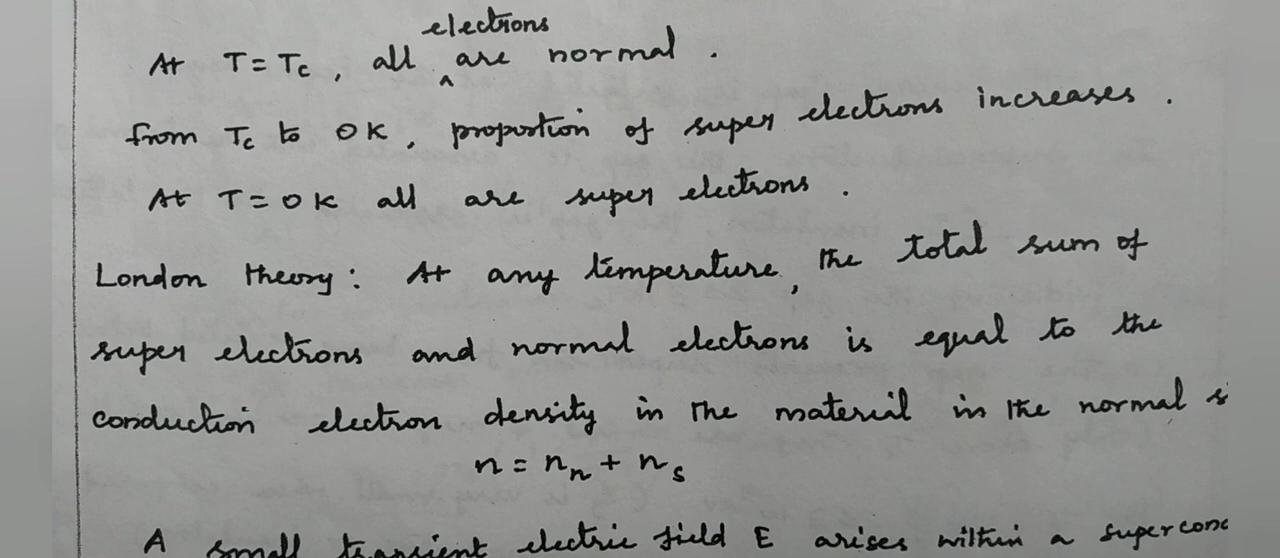 At T = Tc, all electrons are normal.
from Tc to 0K, proportion of super electrons increases.
At T = 0K all are super electrons.
London theory: At any temperature, the total sum of
super electrons and normal electrons is equal to the
conduction electron density in the material in the normal s
n = nn + ns
A small transient electric field E arises within a supercond